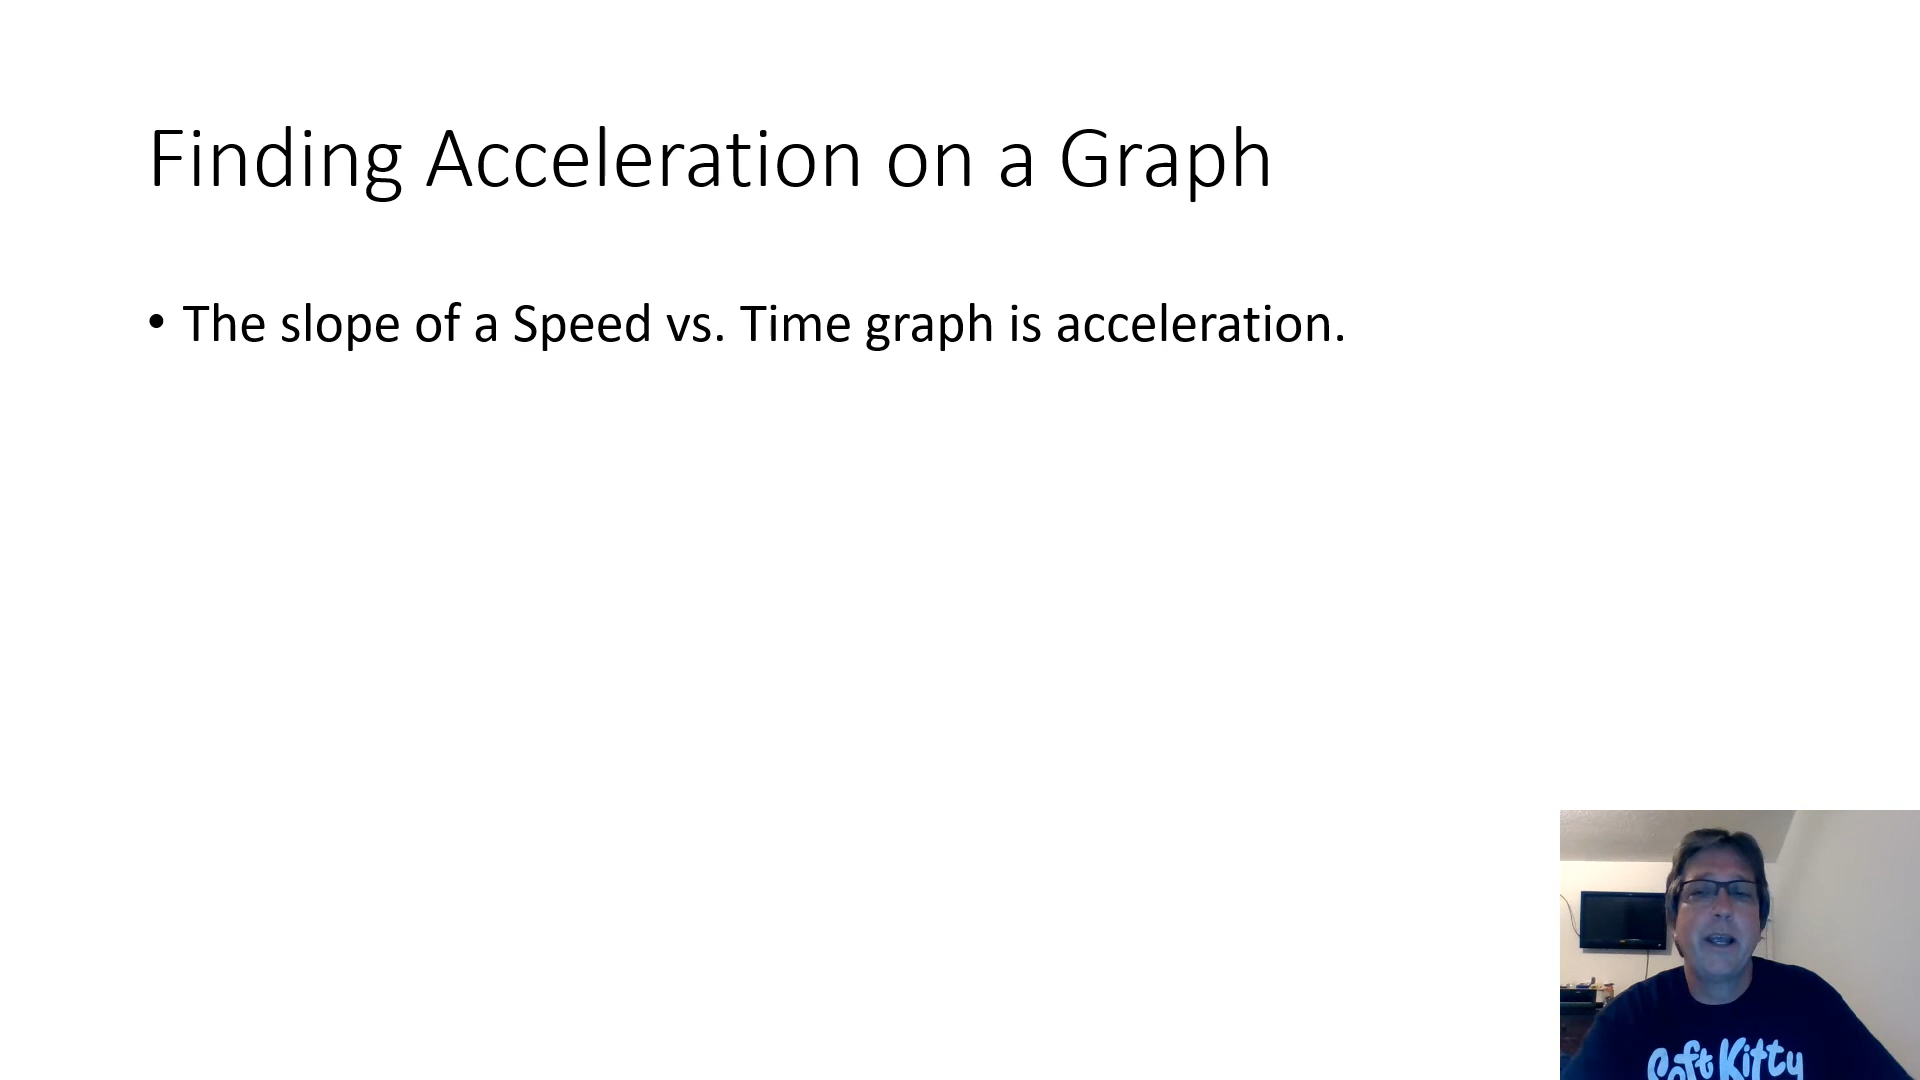 Finding Acceleration on a Graph
• The slope of a Speed vs. Time graph is acceleration.
Soft Kitty